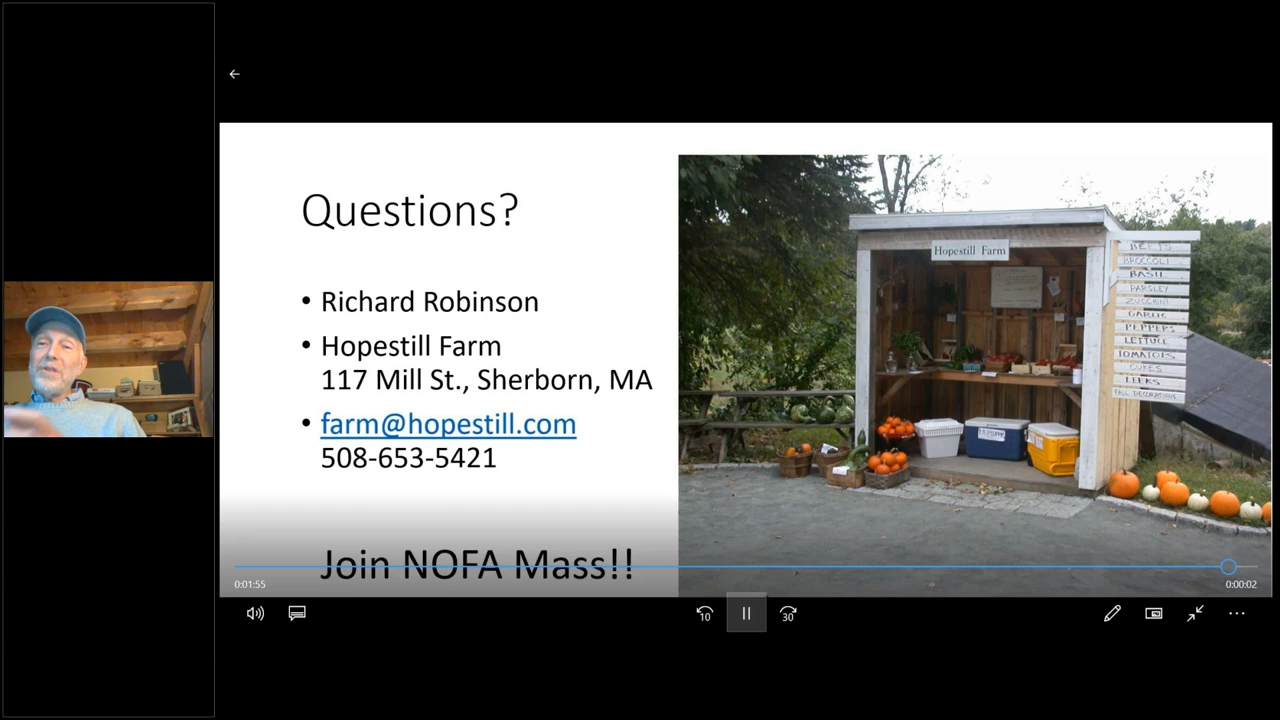 Questions?
• Richard Robinson
• Hopestill Farm
117 Mill St., Sherborn, MA
• farm@hopestill.com
508-653-5421
Join NOFA Mass!!
Hopestill Farm
BEETS
BROCCOLI
BASIL
PARSLEY
ZUCCHINI
GARLIC
PEPPERS
LETTUCE
TOMATOES
CUKES
LEEKS
FALL DECORATIONS
0:01:55
0:00:02
10
30